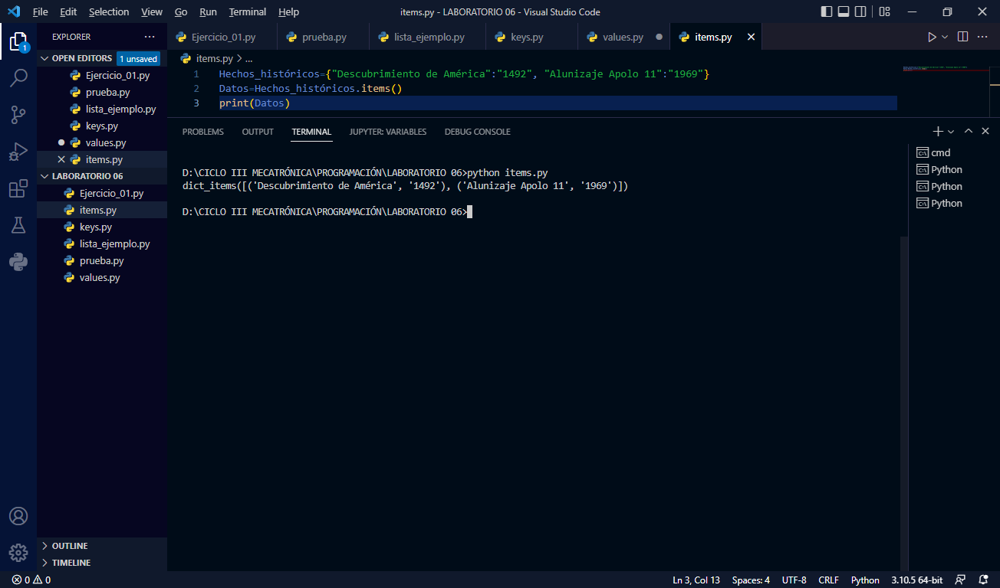 File Edit Selection View Go Run Terminal Help items.py - LABORATORIO 06 - Visual Studio Code
EXPLORER
1
OPEN EDITORS 1 unsaved
Ejercicio_01.py
prueba.py
lista_ejemplo.py
keys.py
values.py
items.py
LABORATORIO 06
Ejercicio_01.py
items.py
keys.py
lista_ejemplo.py
prueba.py
values.py
OUTLINE
TIMELINE
Ejercicio_01.py prueba.py lista_ejemplo.py keys.py values.py items.py
items.py > ...
1 Hechos_históricos={"Descubrimiento de América":"1492", "Alunizaje Apolo 11":"1969"}
2 Datos=Hechos_históricos.items()
3 print(Datos)
PROBLEMS OUTPUT TERMINAL JUPYTER: VARIABLES DEBUG CONSOLE
D:\CICLO III MECATRÓNICA\PROGRAMACIÓN\LABORATORIO 06>python items.py
dict_items([('Descubrimiento de América', '1492'), ('Alunizaje Apolo 11', '1969')])
D:\CICLO III MECATRÓNICA\PROGRAMACIÓN\LABORATORIO 06>
cmd
Python
Python
Python
0 0 Ln 3, Col 13 Spaces: 4 UTF-8 CRLF Python 3.10.5 64-bit